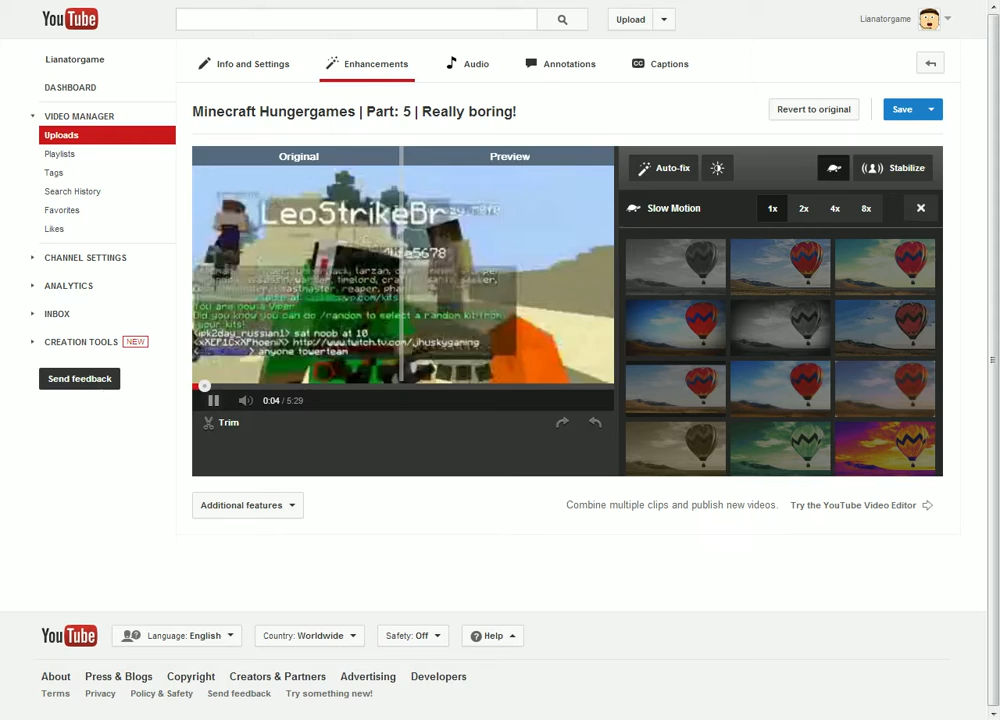 YouTube
Upload
Lianatorgame
Lianatorgame
DASHBOARD
VIDEO MANAGER
Uploads
Playlists
Tags
Search History
Favorites
Likes
CHANNEL SETTINGS
ANALYTICS
INBOX
CREATION TOOLS NEW
Send feedback
Info and Settings
Enhancements
Audio
Annotations
CC Captions
Minecraft Hungergames | Part: 5 | Really boring!
Revert to original
Save
Original
Preview
LeoStrikeBr
5678
You are now a Viper
Did you know you can do /random to select a random kit from
your kits!
sat noob at 10
http://www.twitch.tv/jhuskygaming
> anyone towerteam
0:04 / 5:29
Trim
Auto-fix
Stabilize
Slow Motion
1x
2x
4x
8x
Additional features
Combine multiple clips and publish new videos.
Try the YouTube Video Editor
YouTube
Language: English
Country: Worldwide
Safety: Off
Help
About
Press & Blogs
Copyright
Creators & Partners
Advertising
Developers
Terms
Privacy
Policy & Safety
Send feedback
Try something new!